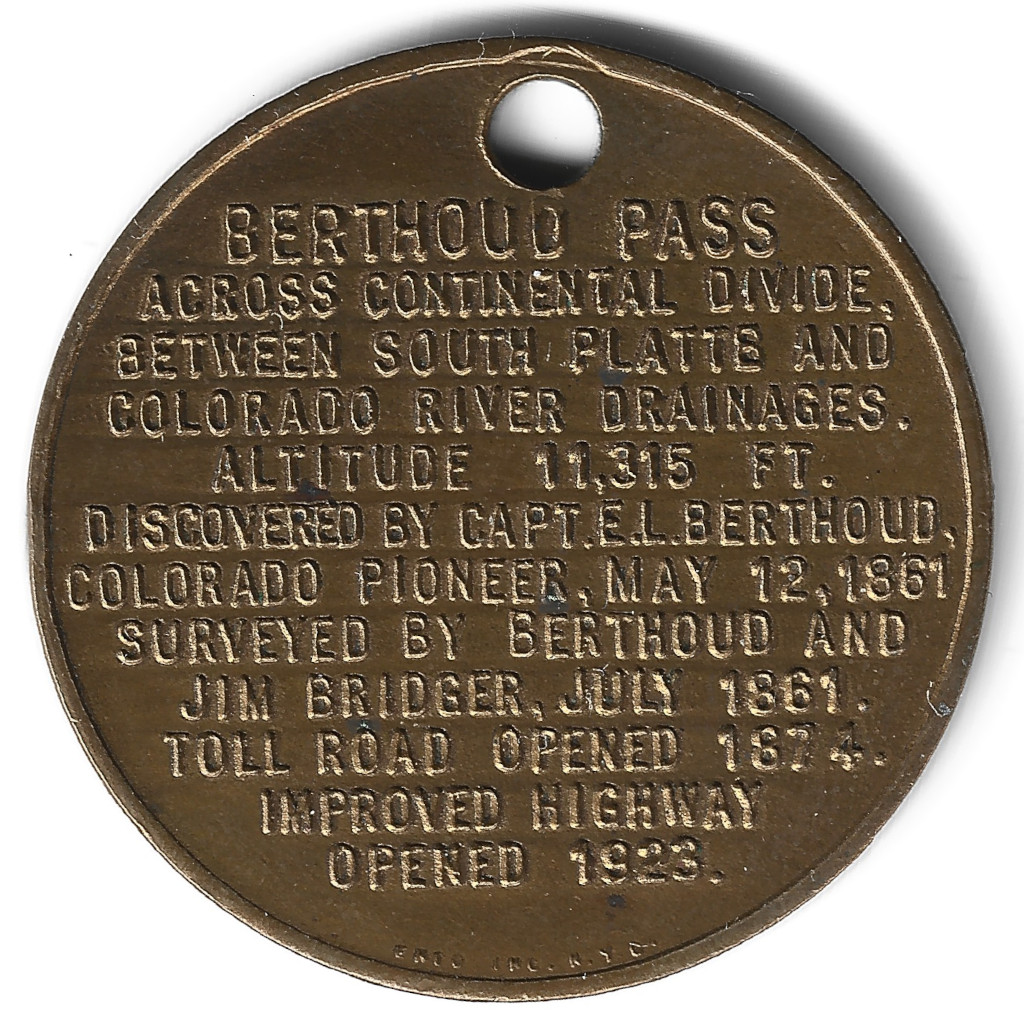 BERTHOUD PASS
ACROSS CONTINENTAL DIVIDE,
BETWEEN SOUTH PLATTE AND
COLORADO RIVER DRAINAGES.
ALTITUDE 11,315 FT.
DISCOVERED BY CAPT. E.L. BERTHOUD,
COLORADO PIONEER, MAY 12, 1861
SURVEYED BY BERTHOUD AND
JIM BRIDGER, JULY 1861.
TOLL ROAD OPENED 1874.
IMPROVED HIGHWAY
OPENED 1923.
INC. N.Y.C.